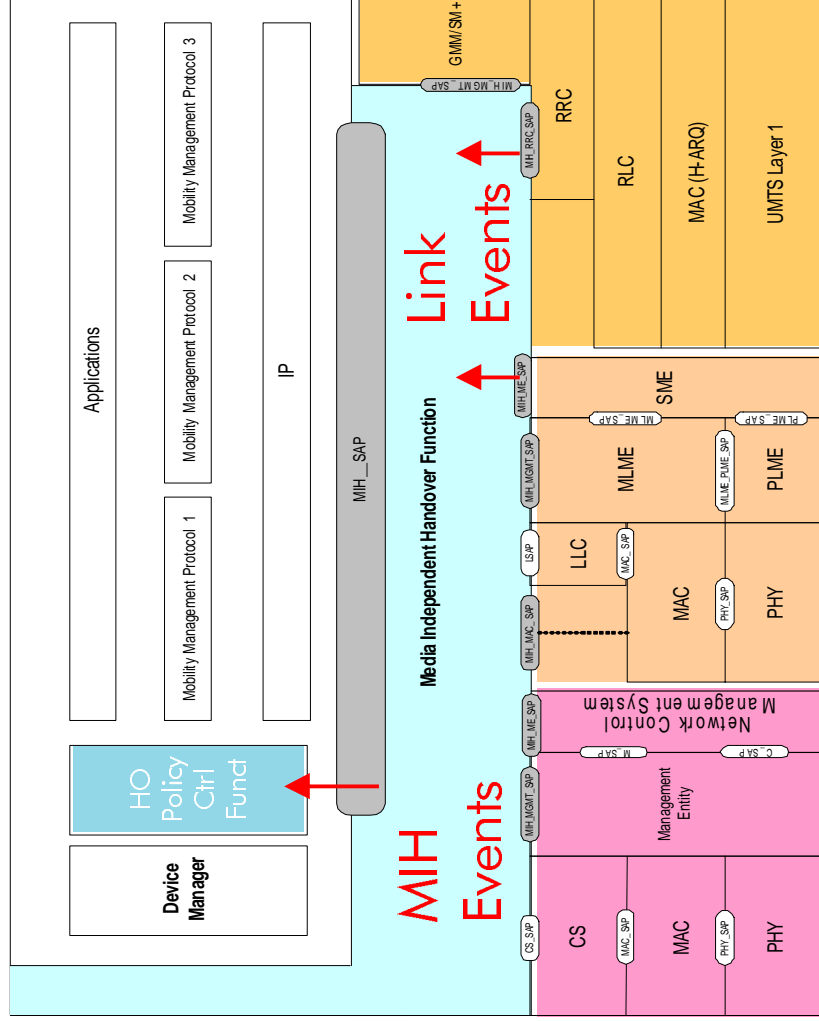 Device
Manager
HO
Policy
Ctrl
Fund
Applications
Mobility Management Protocol 1
Mobility Management Protocol 2
Mobility Management Protocol 3
IP
MIH__SAP
MIH
Events
Link
Events
Media Independent Handover Function
MIH_MGMT_SAP
GMM/SM +
CS_SAP
MIH_MGMT_SAP
MIH_ME_SAP
MIH_MAC_SAP
LSAP
MIH_MGMT_SAP
MIH_ME_SAP
MH_RRC_SAP
CS
MAC_SAP
MAC
PHY_SAP
PHY
Management
Entity
M_SAP
C_SAP
Network Control
Management System
LLC
MAC_SAP
MAC
PHY_SAP
PHY
MLME
MLME_PLME_SAP
PLME
MLME_SAP
PLME_SAP
SME
RRC
RLC
MAC (H-ARQ)
UMTS Layer 1